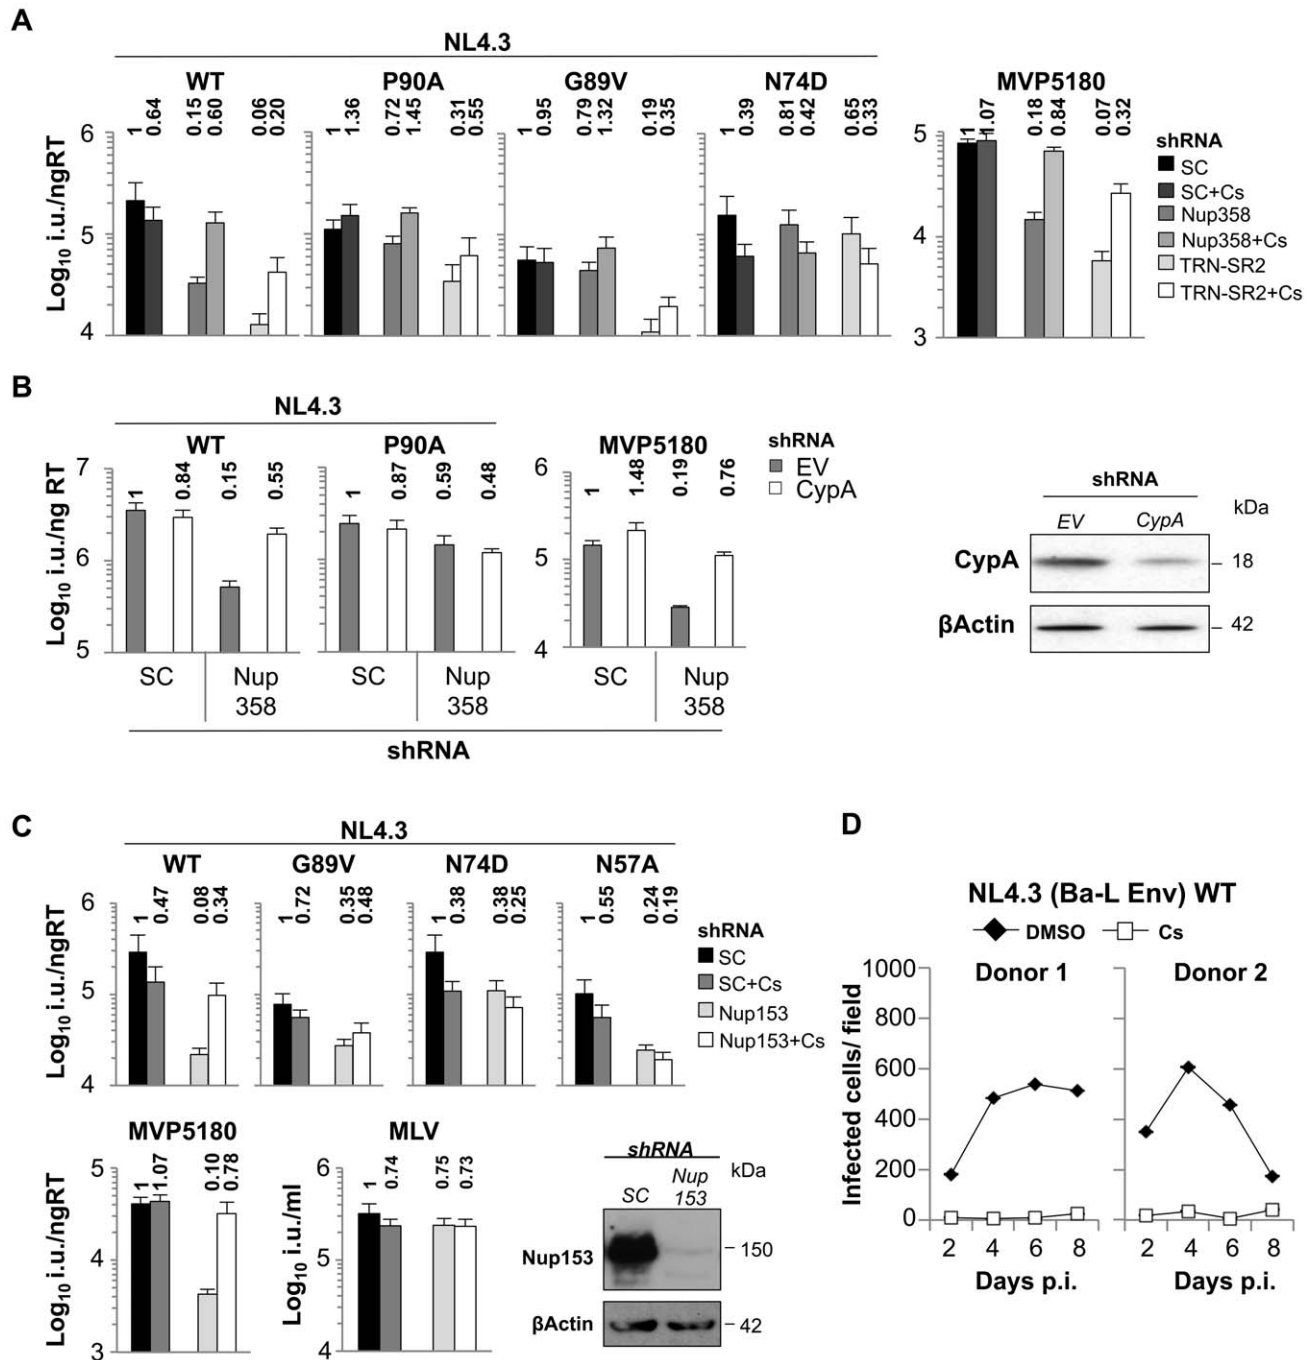 A
NL4.3
WT
P90A
G89V
N74D
MVP5180
1 0.64 0.15 0.60 0.06 0.20
1 1.36 0.72 1.45 0.31 0.55
1 0.95 0.79 1.32 0.19 0.35
1 0.39 0.81 0.42 0.65 0.33
1 1.07 0.18 0.84 0.07 0.32
Log10 i.u./ngRT
6
5
4
5
4
3
shRNA
SC
SC+Cs
Nup358
Nup358+Cs
TRN-SR2
TRN-SR2+Cs
B
NL4.3
WT
P90A
MVP5180
1 0.84 0.15 0.55
1 0.87 0.59 0.48
1 1.48 0.19 0.76
Log10 i.u./ng RT
7
6
5
6
5
4
SC Nup 358
SC Nup 358
SC Nup 358
shRNA
shRNA
EV
CypA
shRNA
EV CypA
kDa
CypA
18
βActin
42
C
NL4.3
WT
G89V
N74D
N57A
1 0.47 0.08 0.34
1 0.72 0.35 0.48
1 0.38 0.38 0.25
1 0.55 0.24 0.19
Log10 i.u./ngRT
6
5
4
shRNA
SC
SC+Cs
Nup153
Nup153+Cs
MVP5180
1 1.07 0.10 0.78
Log10 i.u./ngRT
5
4
3
MLV
1 0.74 0.75 0.73
Log10 i.u./ml
6
5
4
shRNA
SC Nup 153
kDa
Nup153
150
βActin
42
D
NL4.3 (Ba-L Env) WT
DMSO Cs
Donor 1
Donor 2
Infected cells/ field
1000
800
600
400
200
0
2 4 6 8
2 4 6 8
Days p.i.
Days p.i.